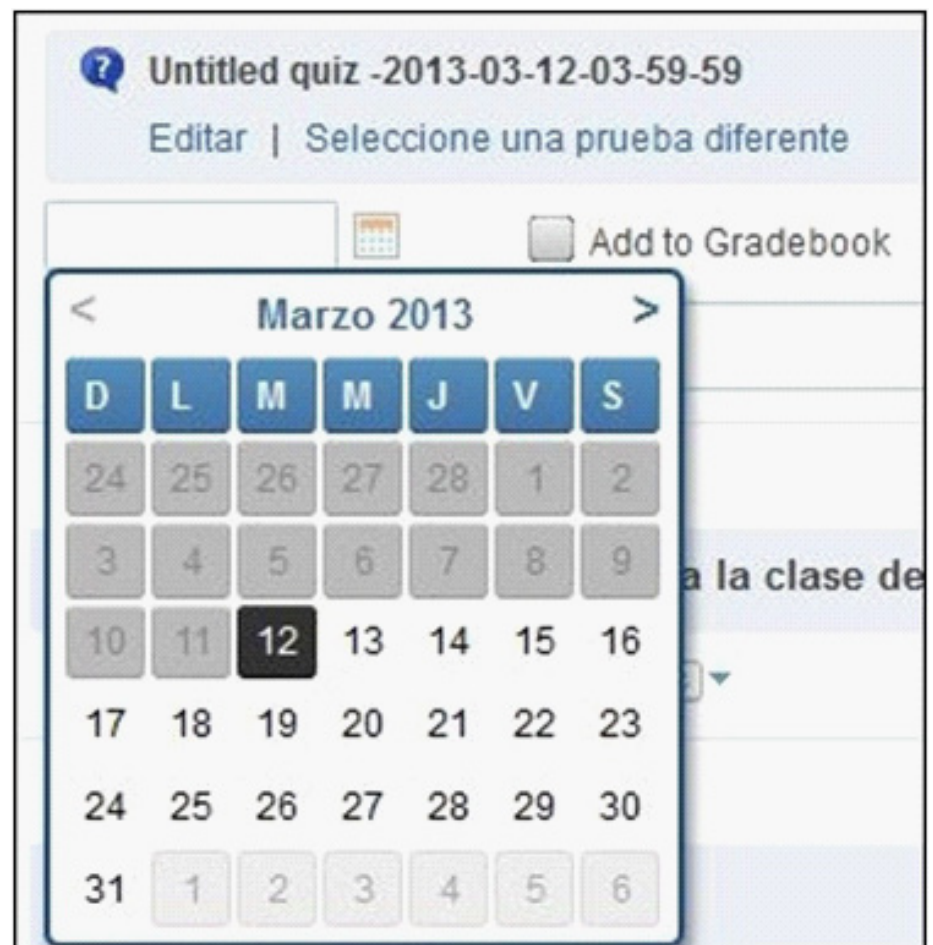 Untitled quiz -2013-03-12-03-59-59
Editar | Seleccione una prueba diferente
Add to Gradebook
< Marzo 2013 >
D L M M J V S
24 25 26 27 28 1 2
3 4 5 6 7 8 9
a la clase de
10 11 12 13 14 15 16
17 18 19 20 21 22 23
24 25 26 27 28 29 30
31 1 2 3 4 5 6